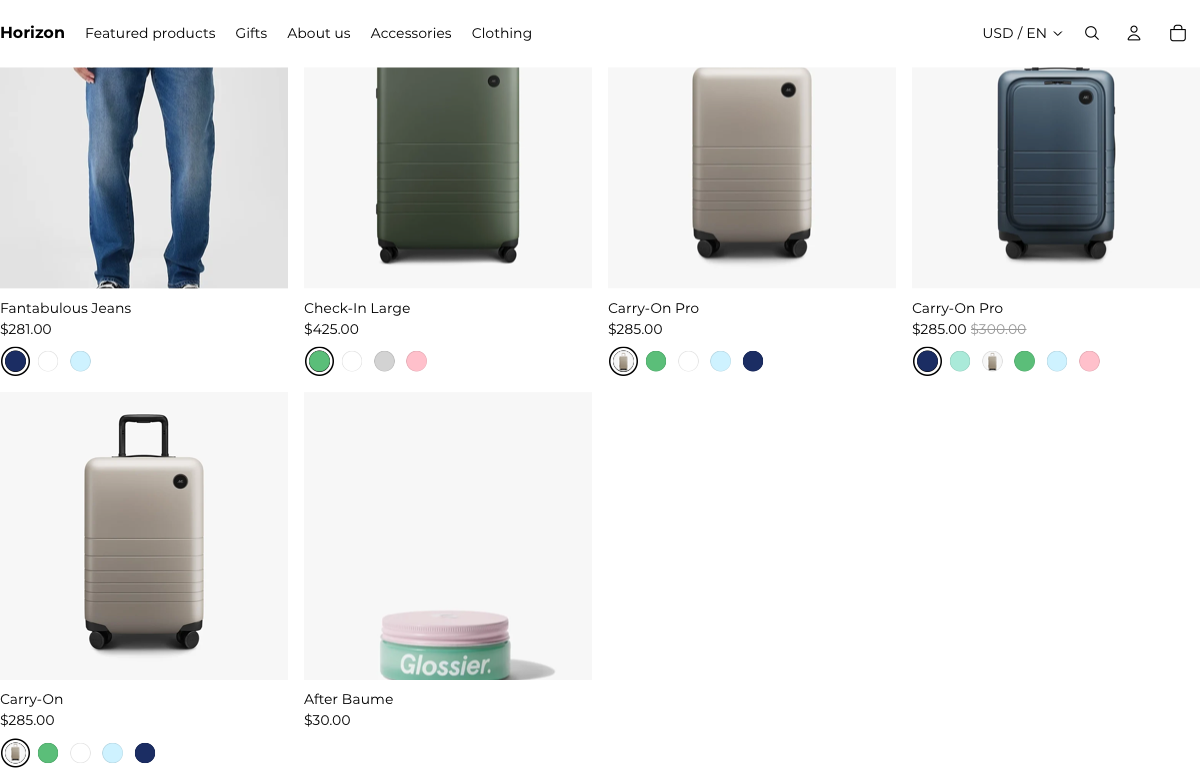 Horizon Featured products Gifts About us Accessories Clothing USD / EN
Fantabulous Jeans
$281.00
Check-In Large
$425.00
Carry-On Pro
$285.00
Carry-On Pro
$285.00 $300.00
Carry-On
$285.00
Glossier.
After Baume
$30.00